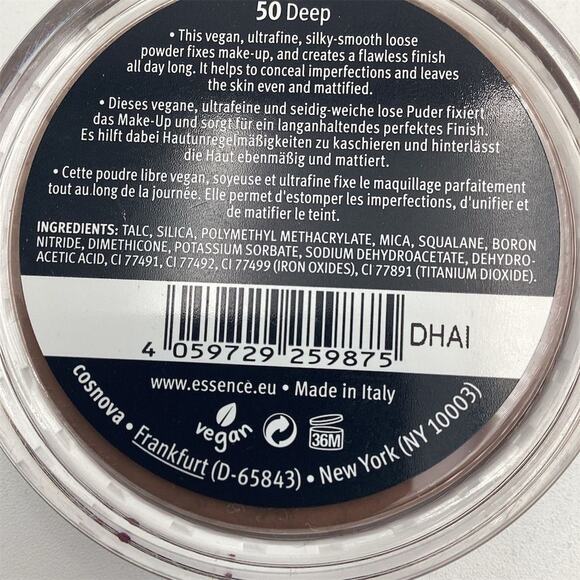 50 Deep
• This vegan, ultrafine, silky-smooth loose
powder fixes make-up, and creates a flawless finish
all day long. It helps to conceal imperfections and leaves
the skin even and mattified.
• Dieses vegane, ultrafeine und seidig-weiche lose Puder fixiert
das Make-Up und sorgt für ein langanhaltendes perfektes Finish.
Es hilft dabei Hautunregelmäßigkeiten zu kaschieren und hinterlässt
die Haut ebenmäßig und mattiert.
• Cette poudre libre vegan, soyeuse et ultrafine fixe le maquillage parfaitement
tout au long de la journée. Elle permet d'estomper les imperfections, d'unifier et
de matifier le teint.
INGREDIENTS: TALC, SILICA, POLYMETHYL METHACRYLATE, MICA, SQUALANE, BORON
NITRIDE, DIMETHICONE, POTASSIUM SORBATE, SODIUM DEHYDROACETATE, DEHYDRO-
ACETIC ACID, CI 77491, CI 77492, CI 77499 (IRON OXIDES), CI 77891 (TITANIUM DIOXIDE).
4 059729 259875
DHAI
www.essence.eu • Made in Italy
vegan
36M
cosnova • Frankfurt (D-65843) • New York (NY 10003)